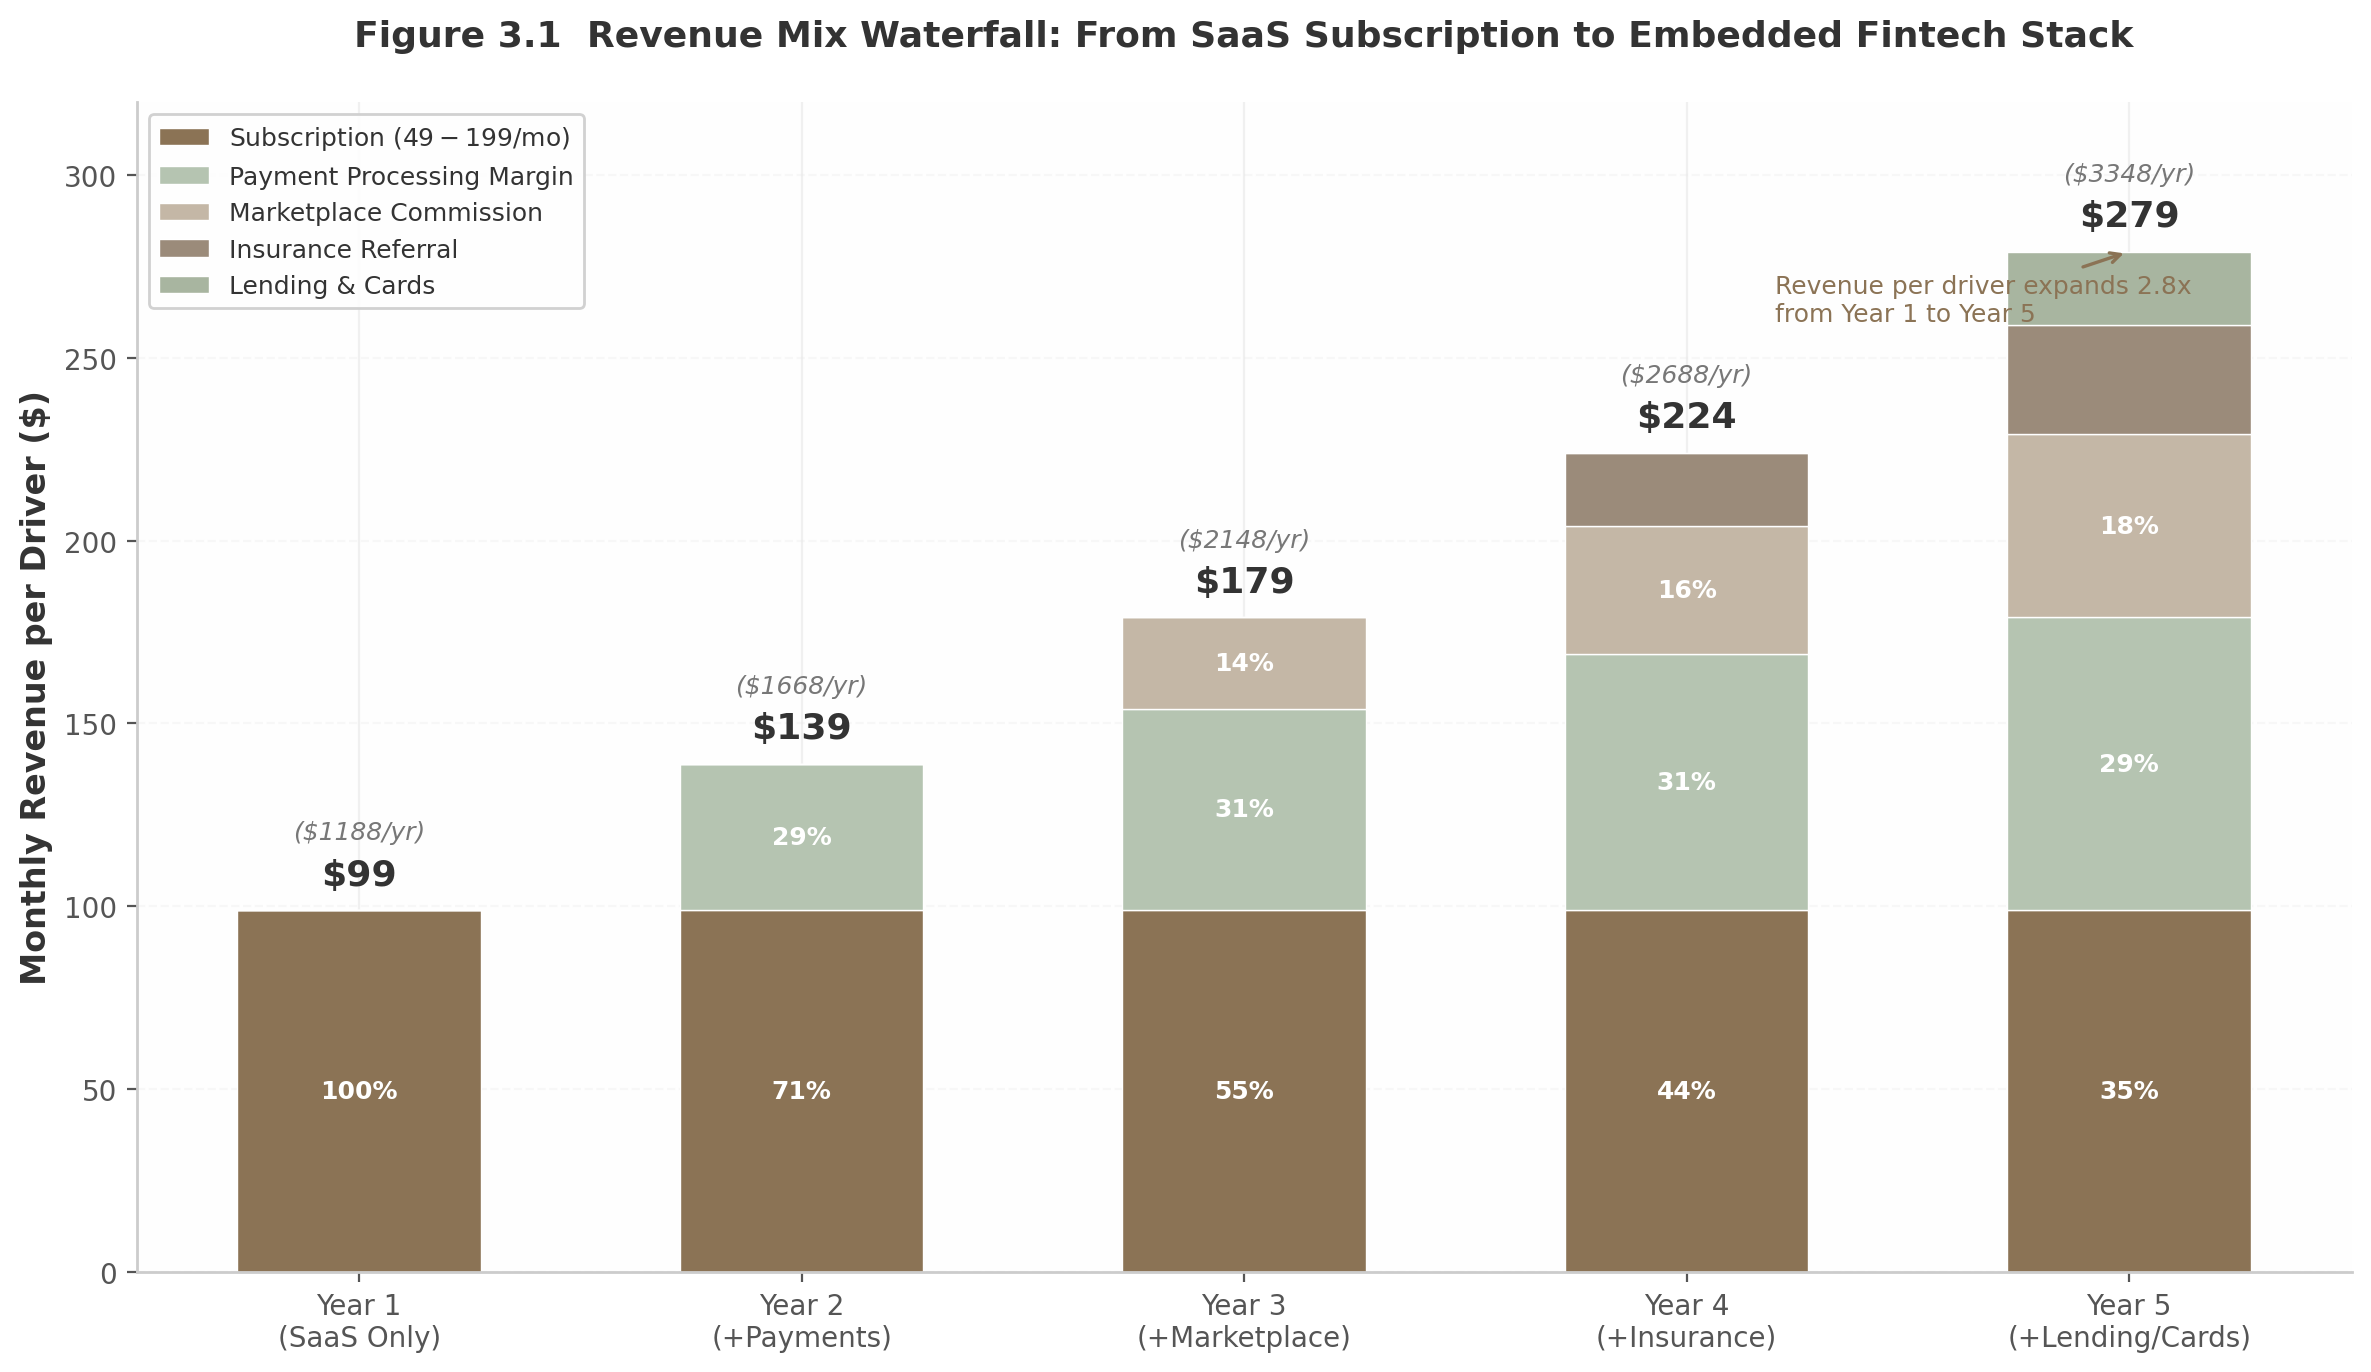 Figure 3.1  Revenue Mix Waterfall: From SaaS Subscription to Embedded Fintech Stack
Monthly Revenue per Driver ($)
300
250
200
150
100
50
0
Subscription (49 − 199/mo)
Payment Processing Margin
Marketplace Commission
Insurance Referral
Lending & Cards
($1188/yr)
$99
100%
($1668/yr)
$139
29%
71%
($2148/yr)
$179
14%
31%
55%
($2688/yr)
$224
16%
31%
44%
($3348/yr)
$279
Revenue per driver expands 2.8x
from Year 1 to Year 5
18%
29%
35%
Year 1
(SaaS Only)
Year 2
(+Payments)
Year 3
(+Marketplace)
Year 4
(+Insurance)
Year 5
(+Lending/Cards)